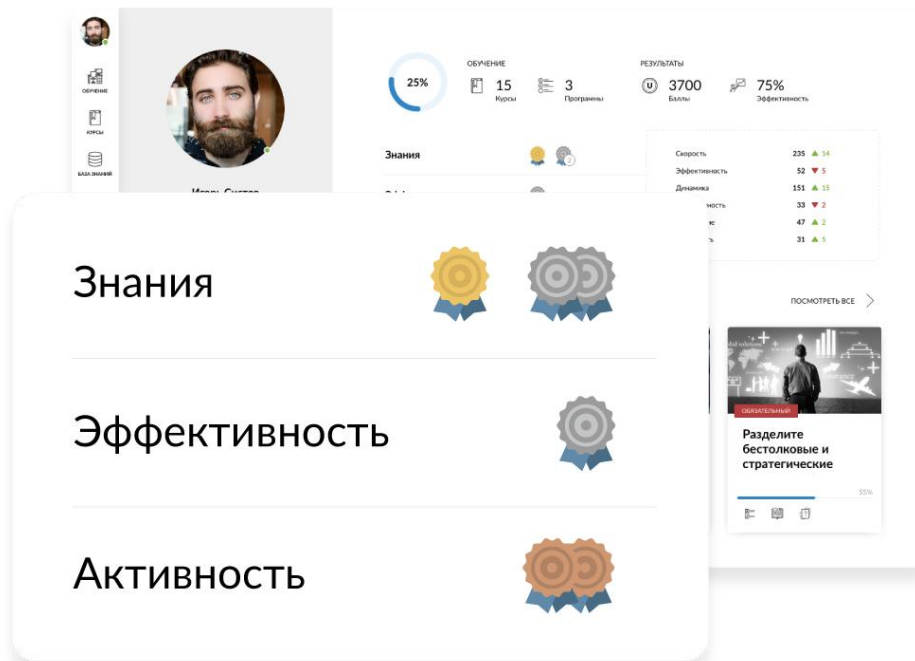 ОБУЧЕНИЕ
КУРСЫ
БАЗА ЗНАНИЙ
25%
ОБУЧЕНИЕ
15
Курсы
3
Программы
РЕЗУЛЬТАТЫ
U
3700
Баллы
75%
Эффективность
Знания
2
Скорость 235 ▲ 14
Эффективность 52 ▼ 5
Динамика 151 ▲ 15
33 ▼ 2
47 ▲ 2
31 ▲ 5
Знания
Эффективность
Активность
ПОСМОТРЕТЬ ВСЕ
ОБЯЗАТЕЛЬНЫЙ
Разделите
бестолковые и
стратегические
55%